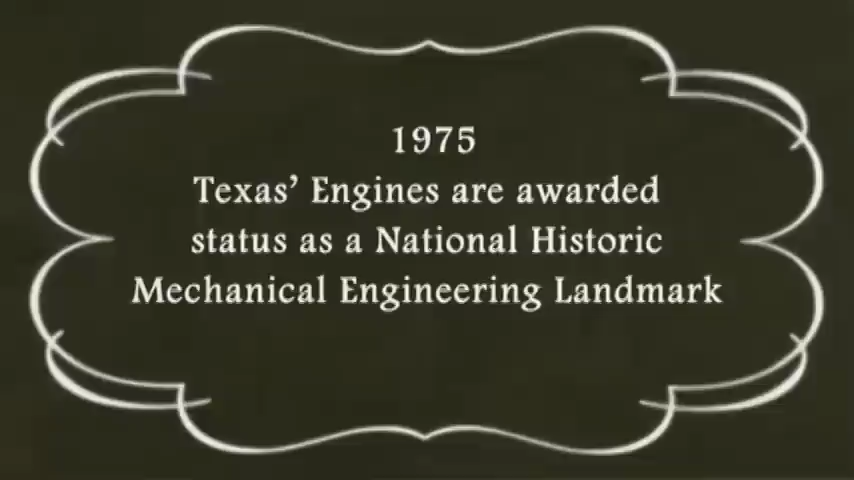 1975
Texas’ Engines are awarded
status as a National Historic
Mechanical Engineering Landmark